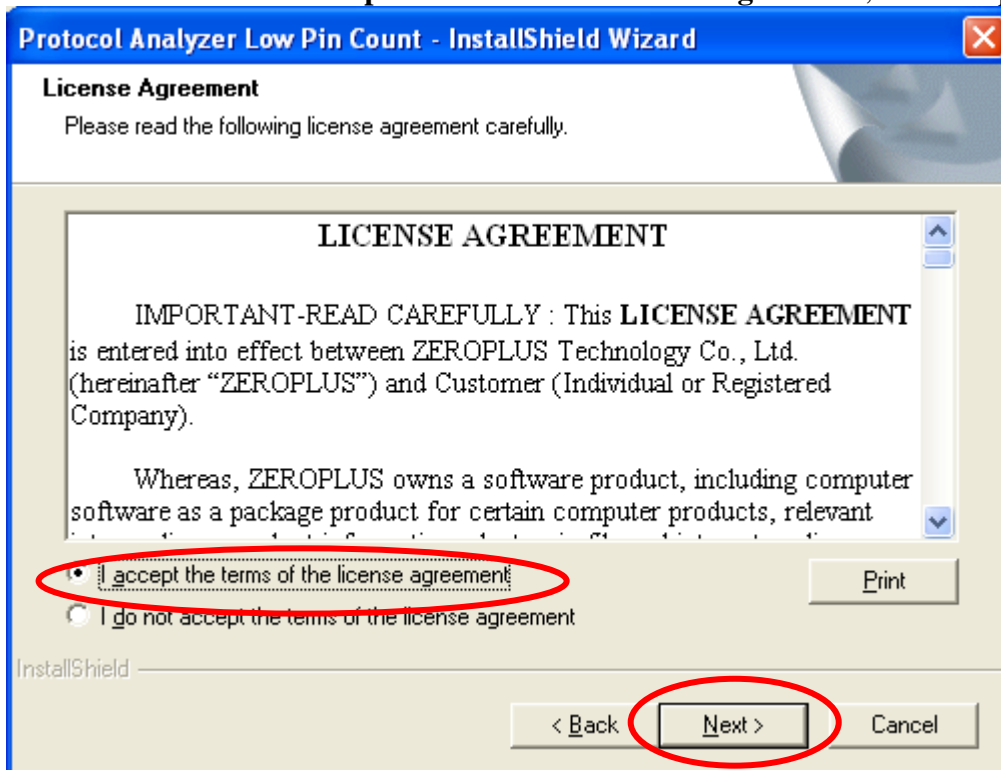 Protocol Analyzer Low Pin Count - InstallShield Wizard
License Agreement
Please read the following license agreement carefully.
LICENSE AGREEMENT
IMPORTANT-READ CAREFULLY : This LICENSE AGREEMENT
is entered into effect between ZEROPLUS Technology Co., Ltd.
(hereinafter “ZEROPLUS”) and Customer (Individual or Registered
Company).
Whereas, ZEROPLUS owns a software product, including computer
software as a package product for certain computer products, relevant
I accept the terms of the license agreement
Print
I do not accept the terms of the license agreement
InstallShield
< Back
Next >
Cancel